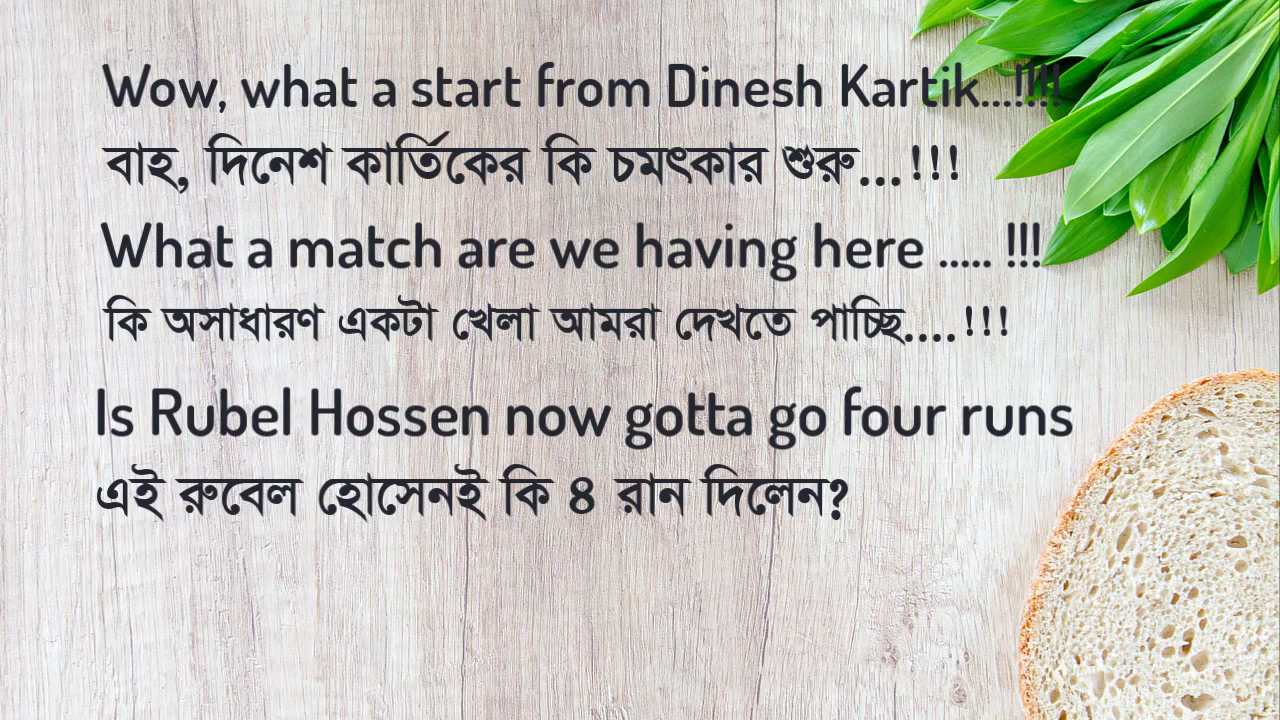 Wow, what a start from Dinesh Kartik...!!!!
বাহ, দিনেশ কার্তিকের কি চমৎকার শুরু...!!!
What a match are we having here ..... !!!
কি অসাধারণ একটা খেলা আমরা দেখতে পাচ্ছি....!!!
Is Rubel Hossen now gotta go four runs
এই রুবেল হোসেনই কি ৪ রান দিলেন?